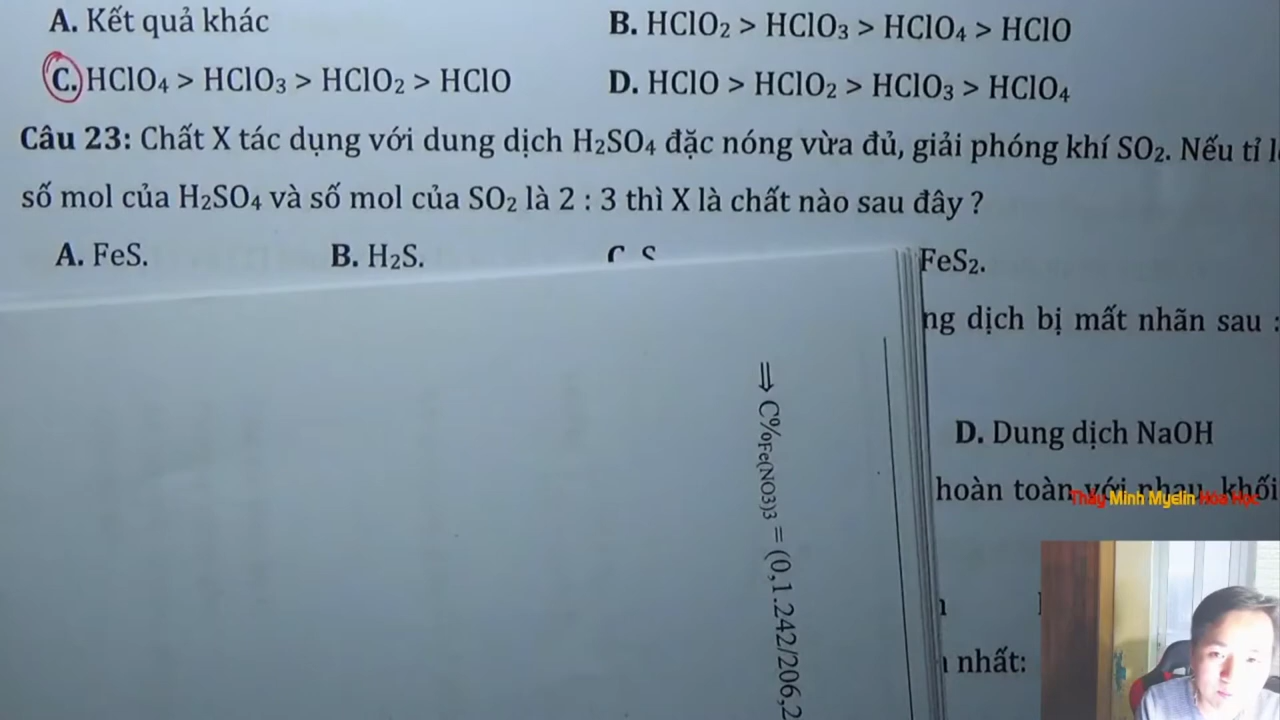 A. Kết quả khác
B. HClO₂ > HClO₃ > HClO₄ > HClO
C. HClO₄ > HClO₃ > HClO₂ > HClO
D. HClO > HClO₂ > HClO₃ > HClO₄
Câu 23: Chất X tác dụng với dung dịch H₂SO₄ đặc nóng vừa đủ, giải phóng khí SO₂. Nếu tỉ
số mol của H₂SO₄ và số mol của SO₂ là 2 : 3 thì X là chất nào sau đây ?
A. FeS.
B. H₂S.
FeS₂.
dịch bị mất nhãn sau :
⇒ C%Fe(NO3)3 = (0,1.242/206,2
D. Dung dịch NaOH
hoàn toàn với nhau, khối
Thầy Minh Myelin Hóa Học
nhất: